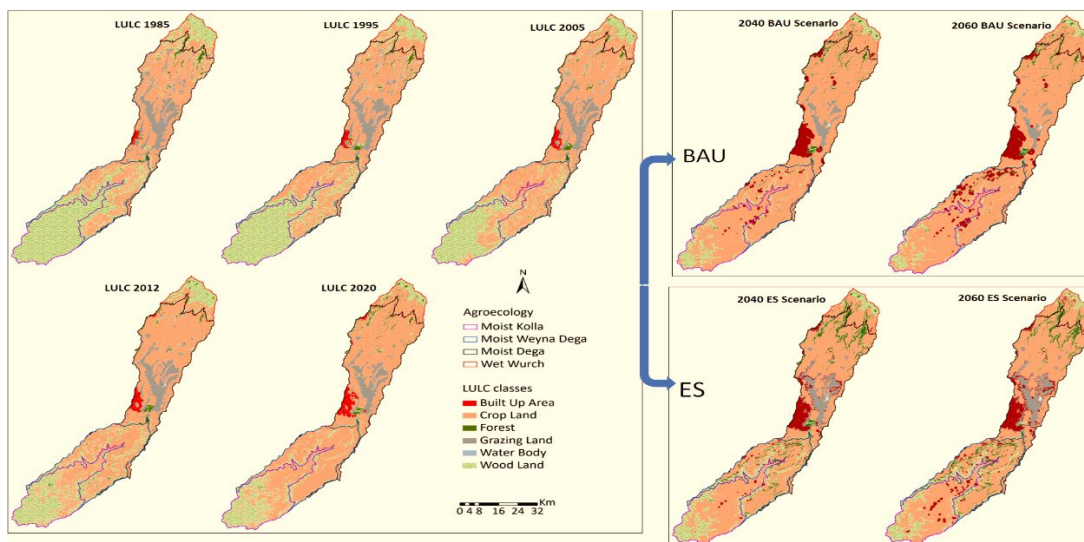 LULC 1985
LULC 1995
LULC 2005
LULC 2012
LULC 2020
N
Agroecology
Moist Kolla
Moist Weyna Dega
Moist Dega
Wet Wurch
LULC classes
Built Up Area
Crop Land
Forest
Grazing Land
Water Body
Wood Land
Km
0 4 8 16 24 32
BAU
ES
2040 BAU Scenario
2060 BAU Scenario
2040 ES Scenario
2060 ES Scenario